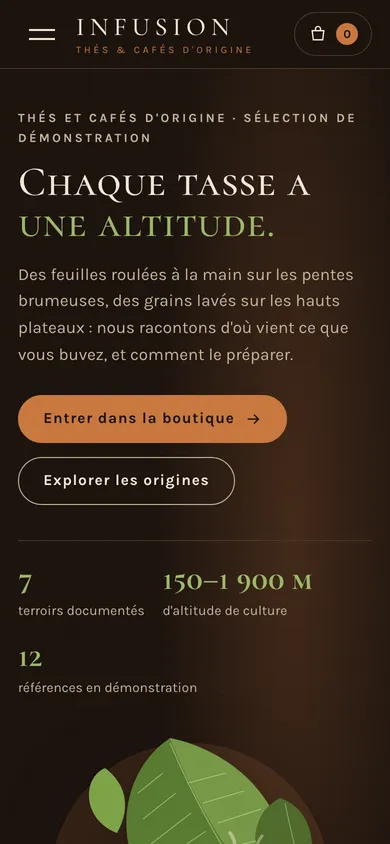 INFUSION
THÉS & CAFÉS D'ORIGINE
0
THÉS ET CAFÉS D'ORIGINE · SÉLECTION DE
DÉMONSTRATION
CHAQUE TASSE A
UNE ALTITUDE.
Des feuilles roulées à la main sur les pentes
brumeuses, des grains lavés sur les hauts
plateaux : nous racontons d'où vient ce que
vous buvez, et comment le préparer.
Entrer dans la boutique →
Explorer les origines
7
terroirs documentés
150–1 900 M
d'altitude de culture
12
références en démonstration